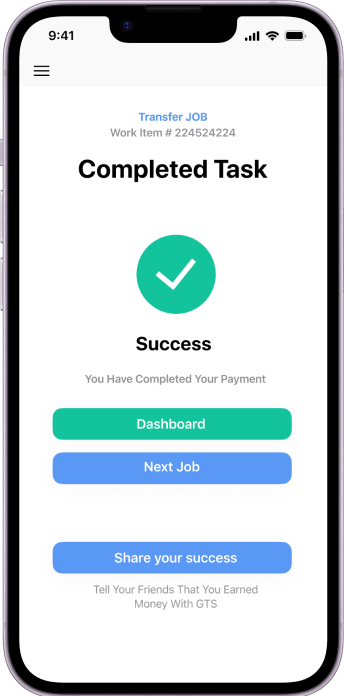 9:41
Transfer JOB
Work Item # 224524224
Completed Task
Success
You Have Completed Your Payment
Dashboard
Next Job
Share your success
Tell Your Friends That You Earned
Money With GTS